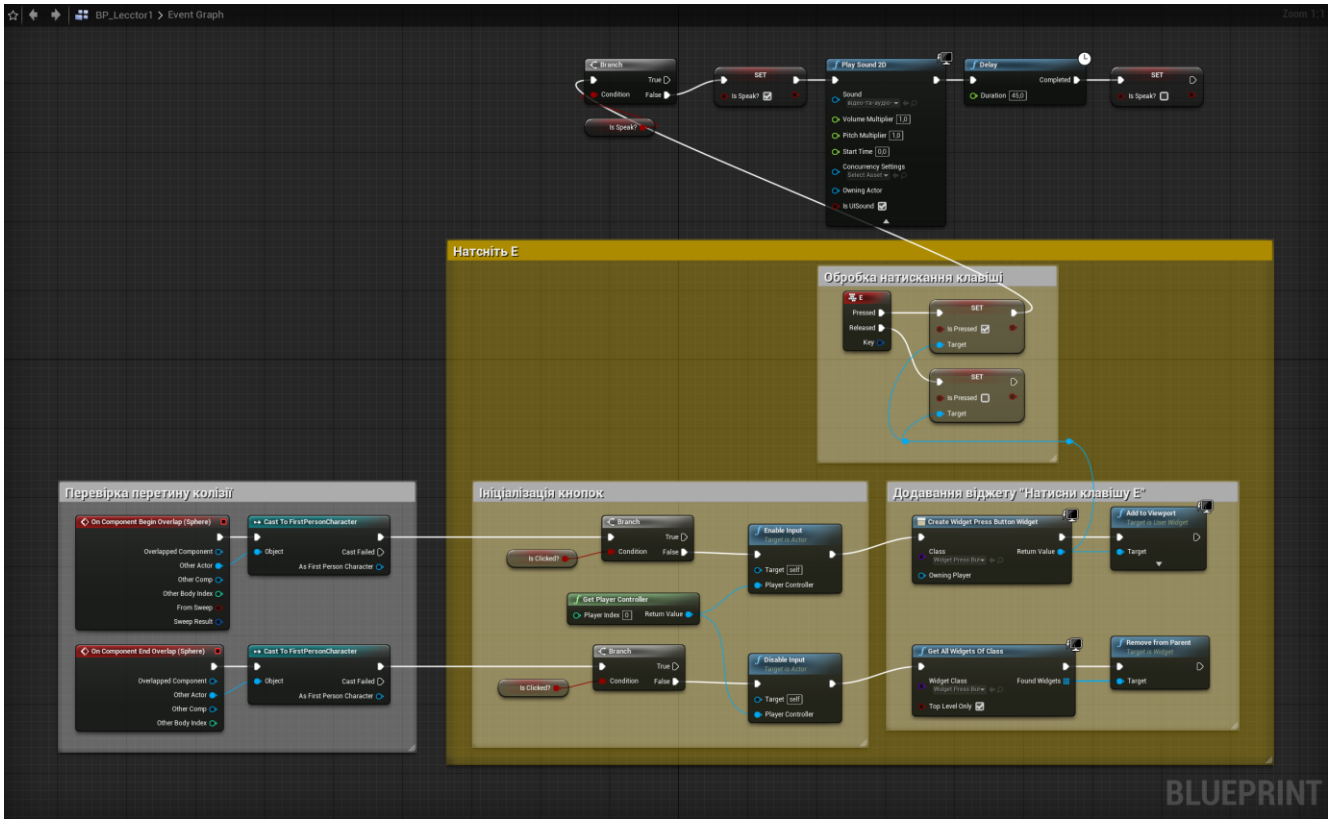 BP_Lecctor1 > Event Graph
Zoom 1:1
Branch
True
Condition
False
Is Speak?
SET
Is Speak?
Play Sound 2D
Sound
відео-та-аудіо-
Volume Multiplier 1,0
Pitch Multiplier 1,0
Start Time 0,0
Concurrency Settings
Select Asset
Owning Actor
Is UISound
Delay
Completed
Duration 45,0
SET
Is Speak?
Натсніть E
Обробка натискання клавіші
E
Pressed
Released
Key
SET
Is Pressed
Target
SET
Is Pressed
Target
Перевірка перетину колізії
On Component Begin Overlap (Sphere)
Overlapped Component
Other Actor
Other Comp
Other Body Index
From Sweep
Sweep Result
Cast To FirstPersonCharacter
Object
Cast Failed
As First Person Character
On Component End Overlap (Sphere)
Overlapped Component
Other Actor
Other Comp
Other Body Index
Cast To FirstPersonCharacter
Object
Cast Failed
As First Person Character
Ініціалізація кнопок
Branch
True
Condition
False
Is Clicked?
Get Player Controller
Player Index 0
Return Value
Enable Input
Target is Actor
Target self
Player Controller
Branch
True
Condition
False
Is Clicked?
Disable Input
Target is Actor
Target self
Player Controller
Додавання віджету "Натисни клавішу E"
Create Widget Press Button Widget
Class
Return Value
Widget Press But
Owning Player
Add to Viewport
Target is User Widget
Target
Get All Widgets Of Class
Widget Class
Found Widgets
Widget Press But
Top Level Only
Remove from Parent
Target is Widget
Target
BLUEPRINT